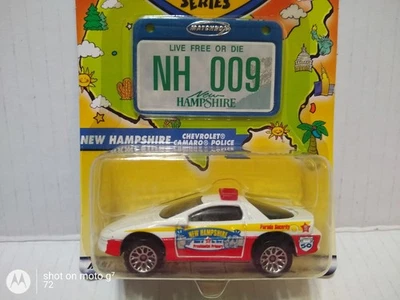 SERIES
MATCHBOX
LIVE FREE OR DIE
NH 009
New
HAMPSHIRE
NEW HAMPSHIRE
CHEVROLET®
CAMARO® POLICE
NEW HAMPSHIRE
Parade Security
50
shot on moto g⁷
72